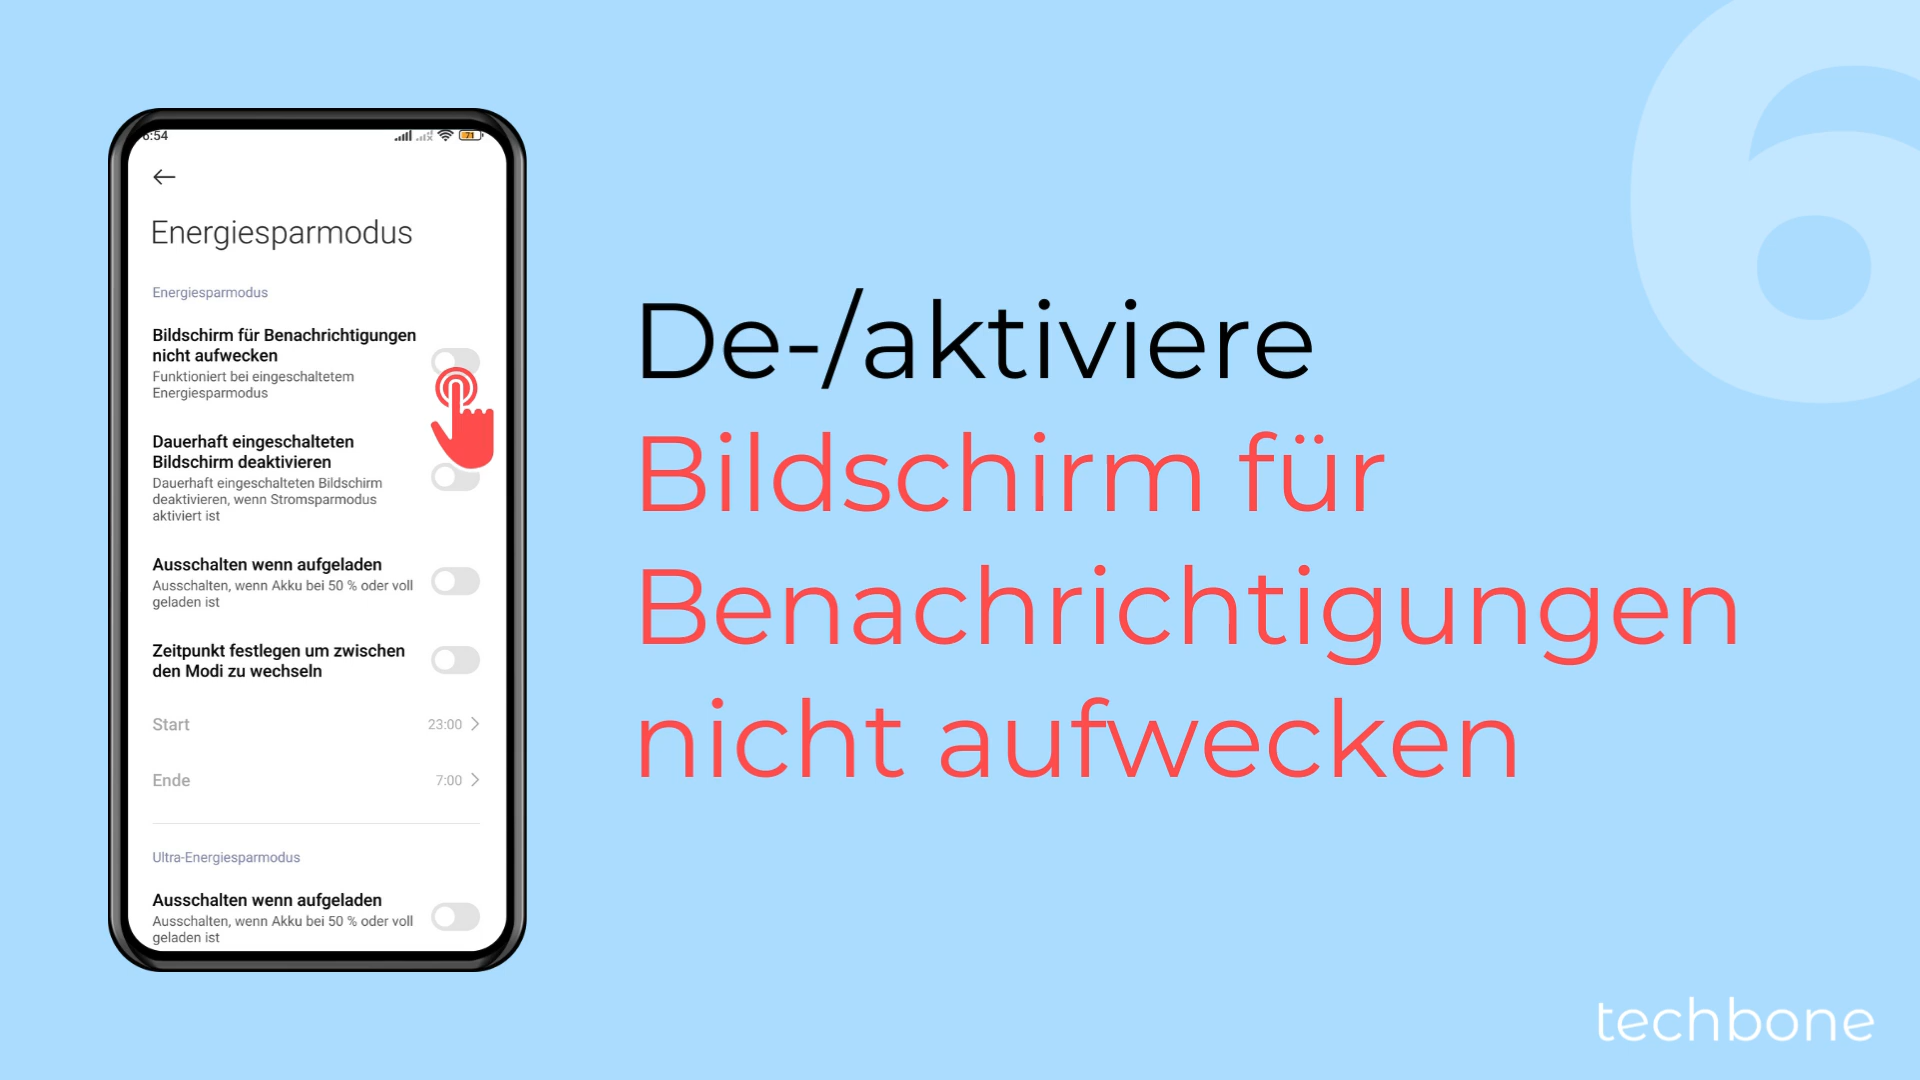 6:54
71
Energiesparmodus
Energiesparmodus
Bildschirm für Benachrichtigungen
nicht aufwecken
Funktioniert bei eingeschaltetem
Energiesparmodus
Dauerhaft eingeschalteten
Bildschirm deaktivieren
Dauerhaft eingeschalteten Bildschirm
deaktivieren, wenn Stromsparmodus
aktiviert ist
Ausschalten wenn aufgeladen
Ausschalten, wenn Akku bei 50 % oder voll
geladen ist
Zeitpunkt festlegen um zwischen
den Modi zu wechseln
Start 23:00
Ende 7:00
Ultra-Energiesparmodus
Ausschalten wenn aufgeladen
Ausschalten, wenn Akku bei 50 % oder voll
geladen ist
De-/aktiviere
Bildschirm für
Benachrichtigungen
nicht aufwecken
6
techbone